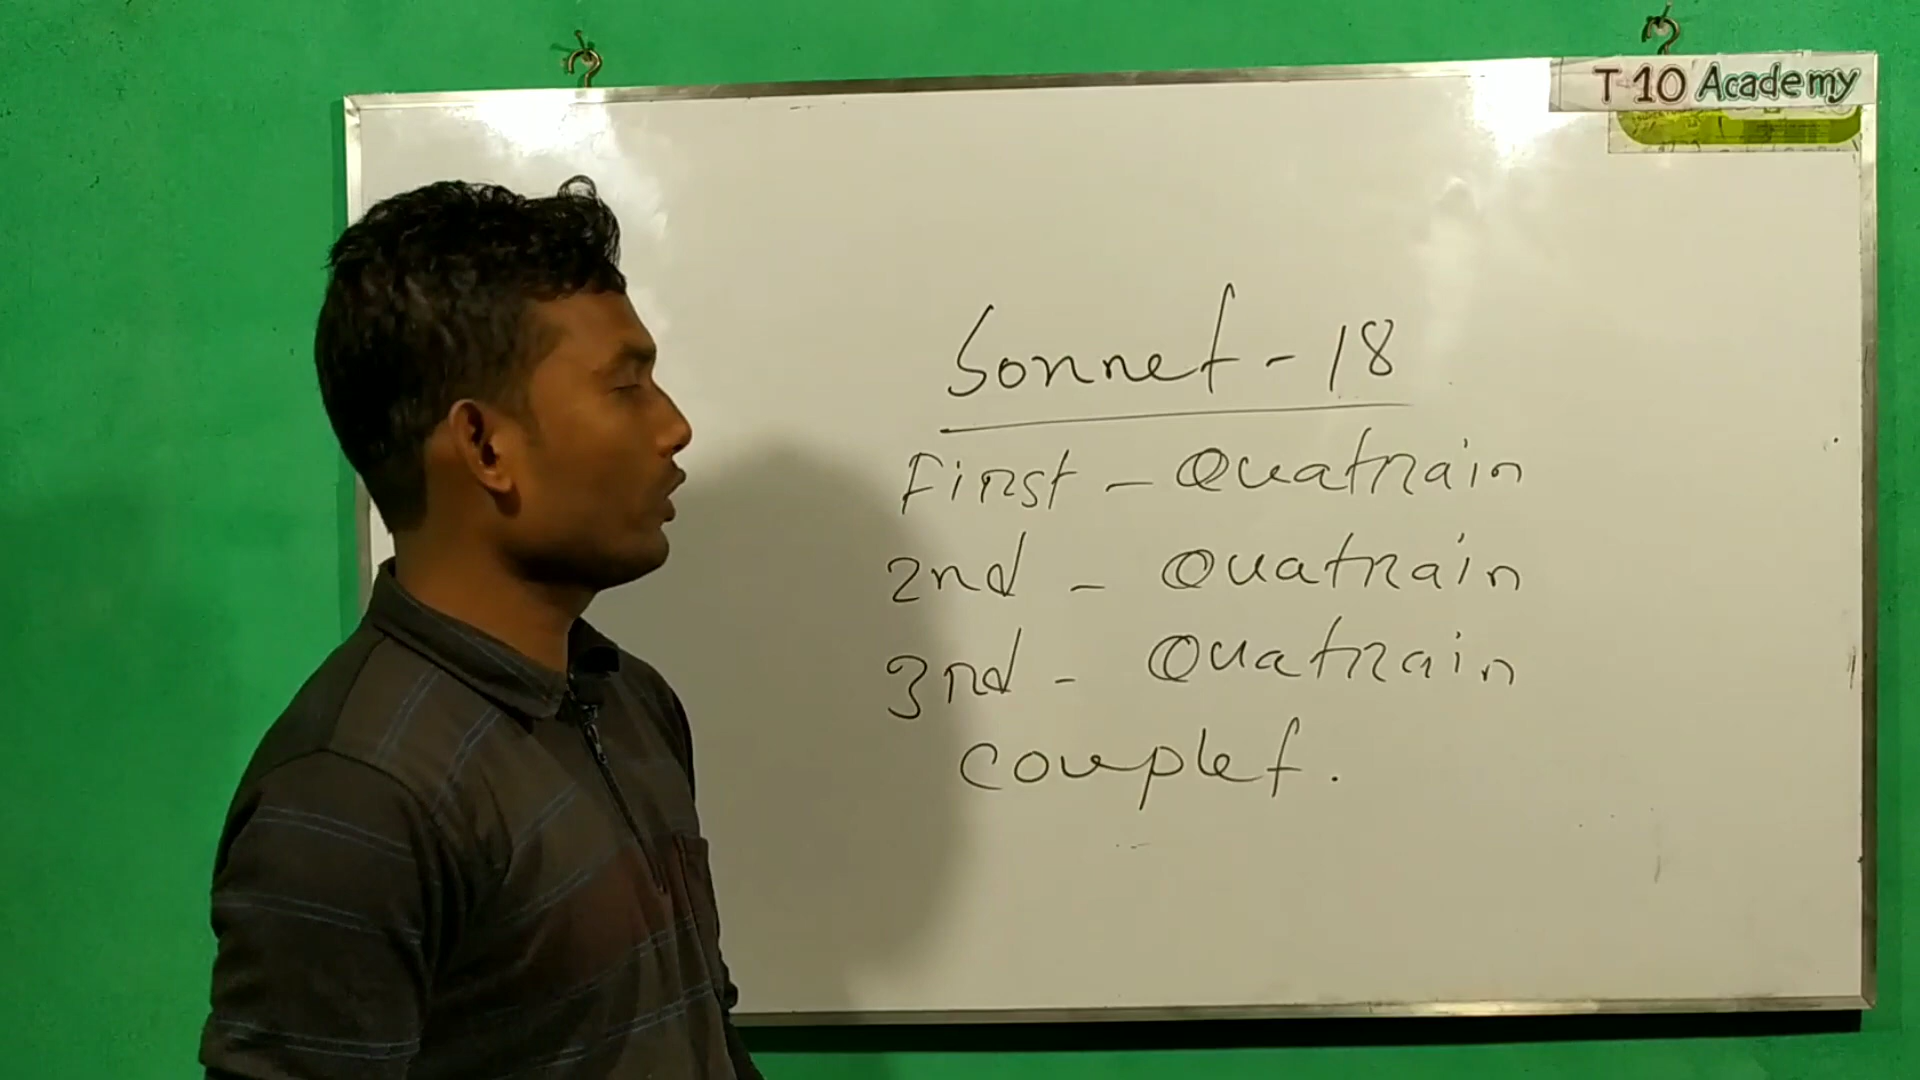 T-10 Academy
Sonnet - 18
First - Quatrain
2nd - Quatrain
3rd - Quatrain
couplet.